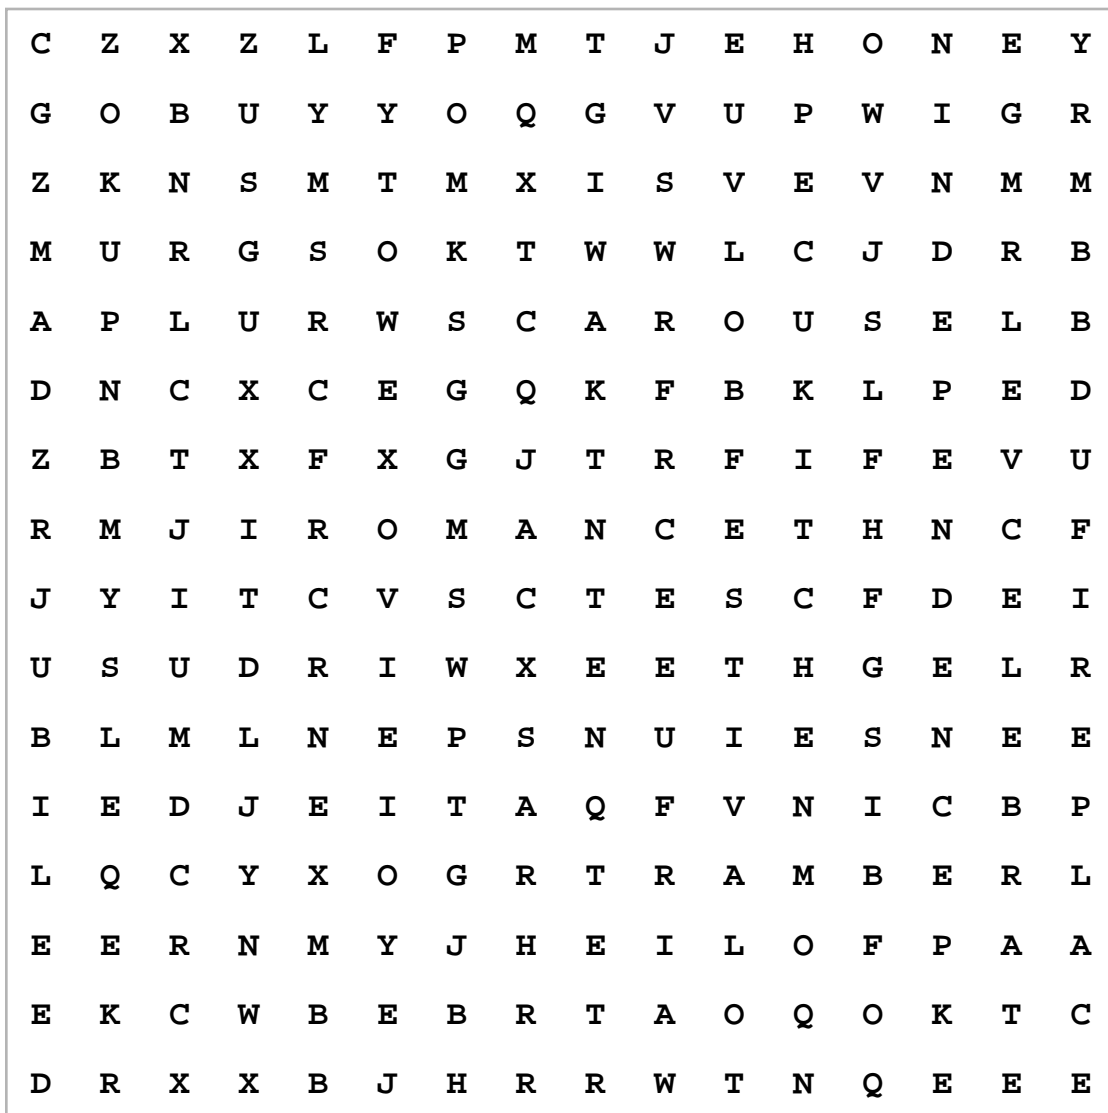 C Z X Z L F P M T J E H O N E Y
G O B U Y Y O Q G V U P W I G R
Z K N S M T M X I S V E V N M M
M U R G S O K T W W L C J D R B
A P L U R W S C A R O U S E L B
D N C X C E G Q K F B K L P E D
Z B T X F X G J T R F I F E V U
R M J I R O M A N C E T H N C F
J Y I T C V S C T E S C F D E I
U S U D R I W X E E T H G E L R
B L M L N E P S N U I E S N E E
I E D J E I T A Q F V N I C B P
L Q C Y X O G R T R A M B E R L
E E R N M Y J H E I L O F P A A
E K C W B E B R T A O Q O K T C
D R X X B J H R R W T N Q E E E